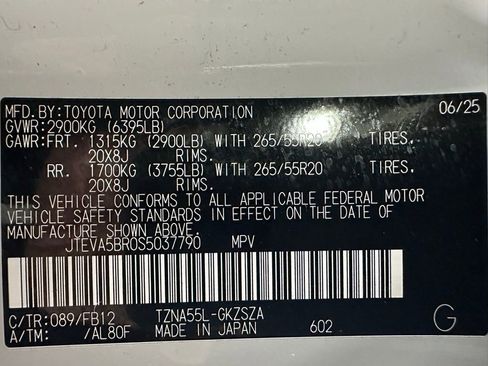 MFD.BY:TOYOTA MOTOR CORPORATION 06/25
GVWR:2900KG (6395LB)
GAWR:FRT. 1315KG (2900LB) WITH 265/55R20 TIRES,
20X8J RIMS.
RR. 1700KG (3755LB) WITH 265/55R20 TIRES,
20X8J RIMS.
THIS VEHICLE CONFORMS TO ALL APPLICABLE FEDERAL MOTOR
VEHICLE SAFETY STANDARDS IN EFFECT ON THE DATE OF
MANUFACTURE SHOWN ABOVE.
JTEVA5BR0S5037790 MPV
C/TR:089/FB12 TZNA55L-GKZSZA
A/TM: /AL80F MADE IN JAPAN 602 G